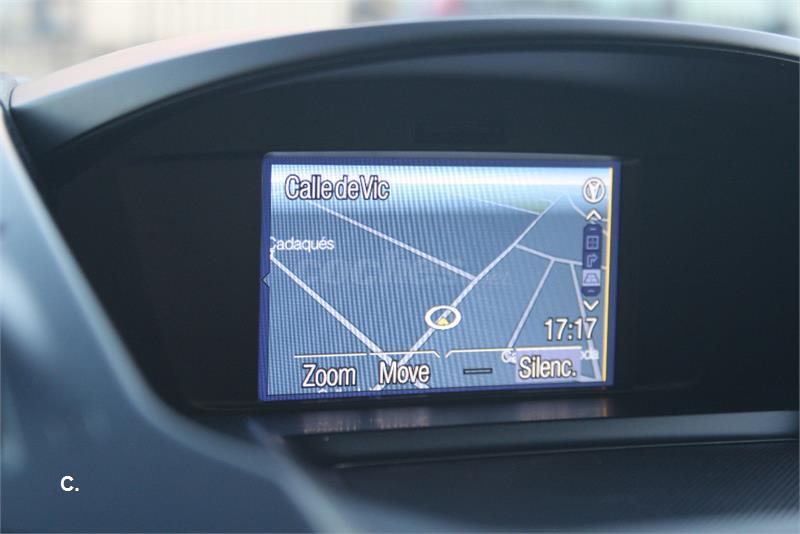 Calle de Vic
Cadaqués
17:17
Zoom Move Silenc.
C.